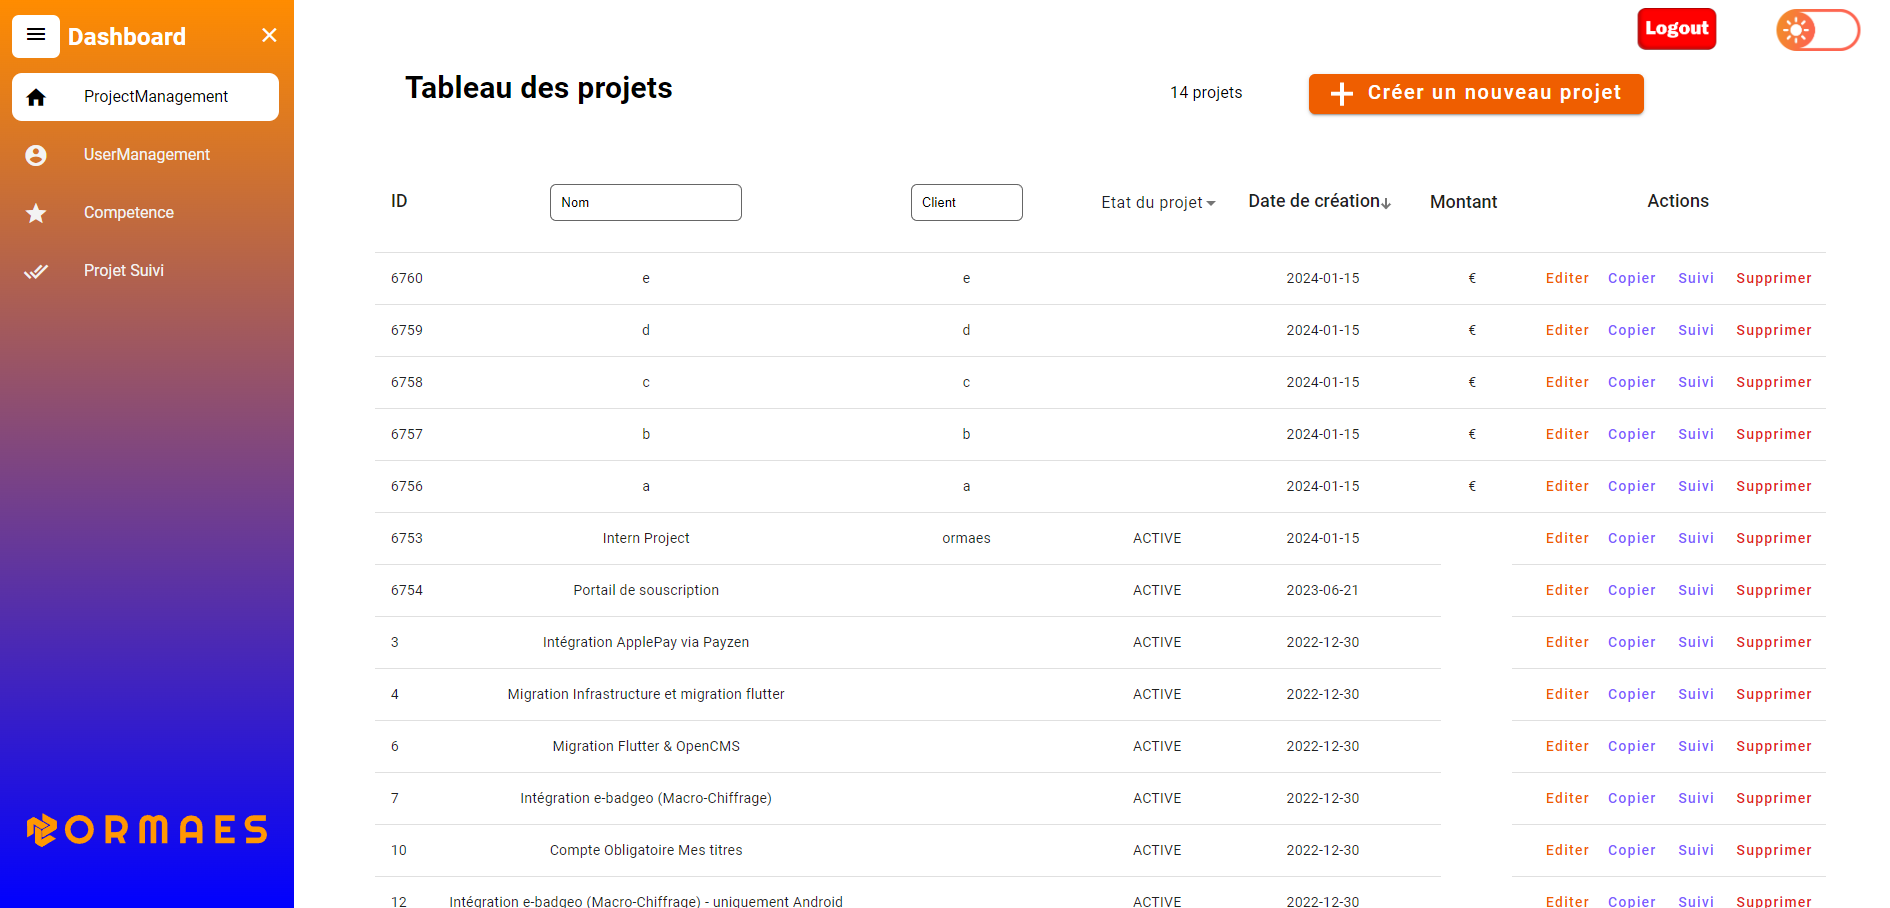 Dashboard
Logout
ProjectManagement
UserManagement
Competence
Projet Suivi
ORMAES
Tableau des projets
14 projets
Créer un nouveau projet
ID Nom Client Etat du projet Date de création Montant Actions
6760 e e 2024-01-15 € Editer Copier Suivi Supprimer
6759 d d 2024-01-15 € Editer Copier Suivi Supprimer
6758 c c 2024-01-15 € Editer Copier Suivi Supprimer
6757 b b 2024-01-15 € Editer Copier Suivi Supprimer
6756 a a 2024-01-15 € Editer Copier Suivi Supprimer
6753 Intern Project ormaes ACTIVE 2024-01-15 Editer Copier Suivi Supprimer
6754 Portail de souscription ACTIVE 2023-06-21 Editer Copier Suivi Supprimer
3 Intégration ApplePay via Payzen ACTIVE 2022-12-30 Editer Copier Suivi Supprimer
4 Migration Infrastructure et migration flutter ACTIVE 2022-12-30 Editer Copier Suivi Supprimer
6 Migration Flutter & OpenCMS ACTIVE 2022-12-30 Editer Copier Suivi Supprimer
7 Intégration e-badgeo (Macro-Chiffrage) ACTIVE 2022-12-30 Editer Copier Suivi Supprimer
10 Compte Obligatoire Mes titres ACTIVE 2022-12-30 Editer Copier Suivi Supprimer
12 Intégration e-badgeo (Macro-Chiffrage) - uniquement Android ACTIVE 2022-12-30 Editer Copier Suivi Supprimer